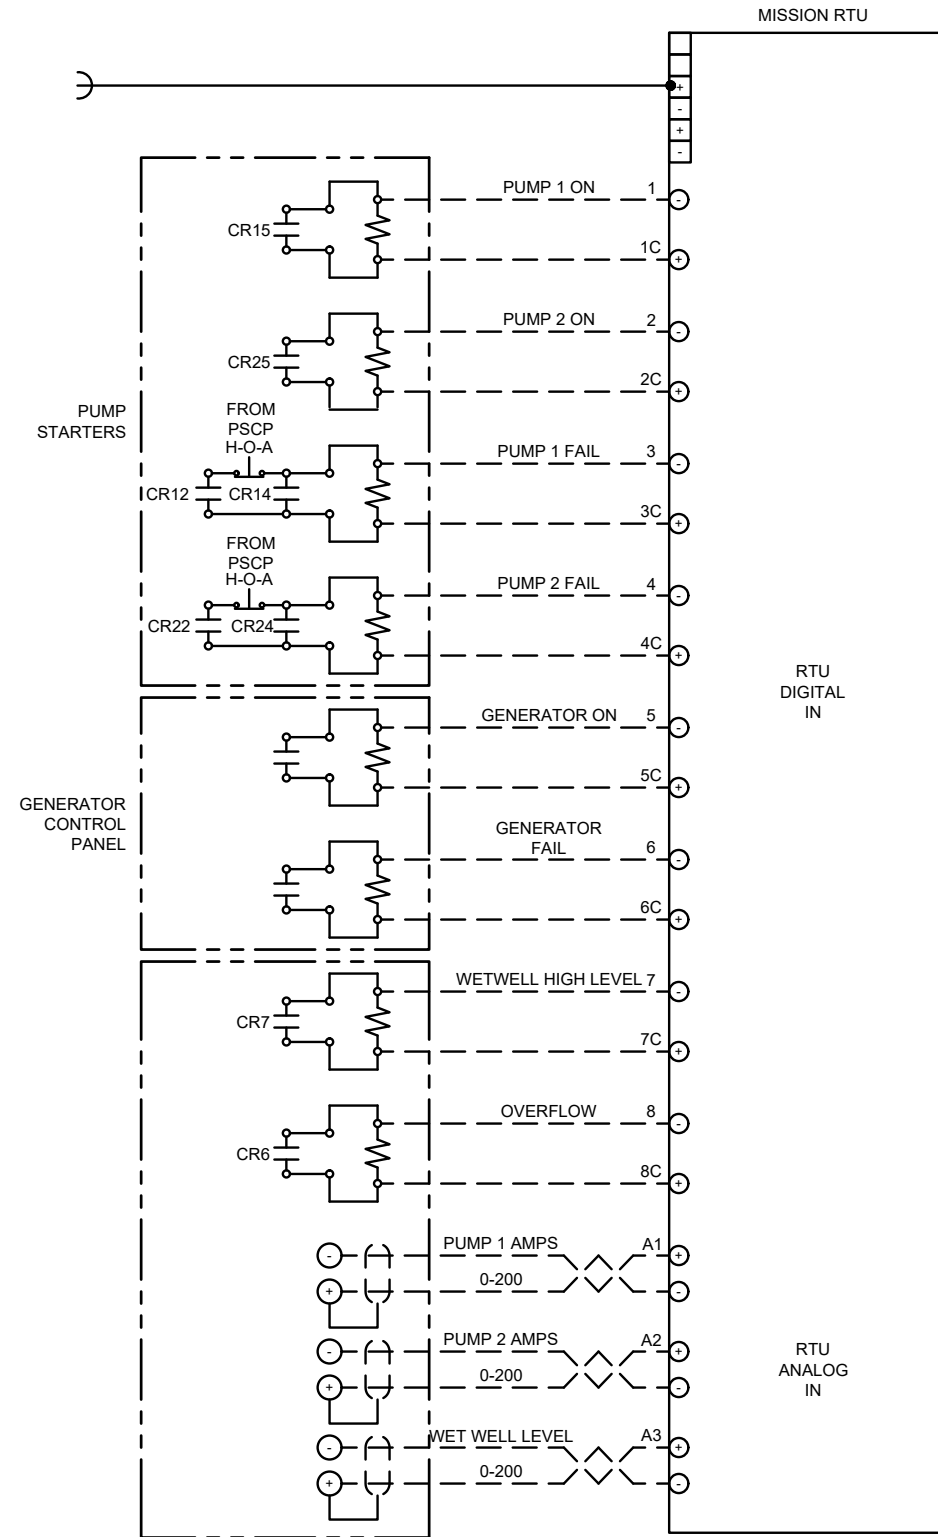 MISSION RTU
+
-
+
-
PUMP 1 ON 1
-
CR15
1C
+
PUMP 2 ON 2
-
CR25
2C
+
PUMP
STARTERS
FROM
PSCP
H-O-A
PUMP 1 FAIL 3
-
CR12 CR14
3C
+
FROM
PSCP
H-O-A
PUMP 2 FAIL 4
-
CR22 CR24
4C
+
RTU
DIGITAL
IN
GENERATOR ON 5
-
5C
+
GENERATOR
CONTROL
PANEL
GENERATOR
FAIL 6
-
6C
+
WETWELL HIGH LEVEL 7
-
CR7
7C
+
OVERFLOW 8
-
CR6
8C
+
PUMP 1 AMPS A1
- +
0-200
+ -
PUMP 2 AMPS A2
- +
0-200
+ -
RTU
ANALOG
IN
WET WELL LEVEL A3
- +
0-200
+ -